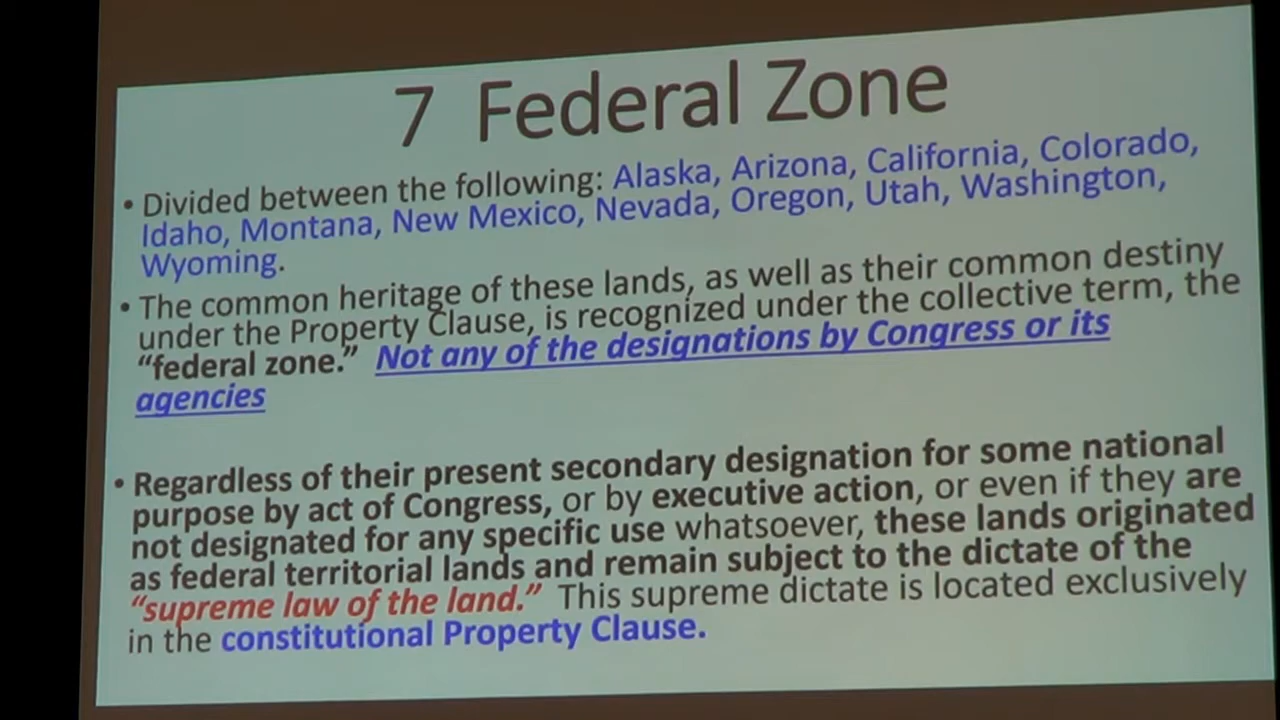 7 Federal Zone
• Divided between the following: Alaska, Arizona, California, Colorado,
Idaho, Montana, New Mexico, Nevada, Oregon, Utah, Washington,
Wyoming.
• The common heritage of these lands, as well as their common destiny
under the Property Clause, is recognized under the collective term, the
“federal zone.” Not any of the designations by Congress or its
agencies
• Regardless of their present secondary designation for some national
purpose by act of Congress, or by executive action, or even if they are
not designated for any specific use whatsoever, these lands originated
as federal territorial lands and remain subject to the dictate of the
“supreme law of the land.” This supreme dictate is located exclusively
in the constitutional Property Clause.